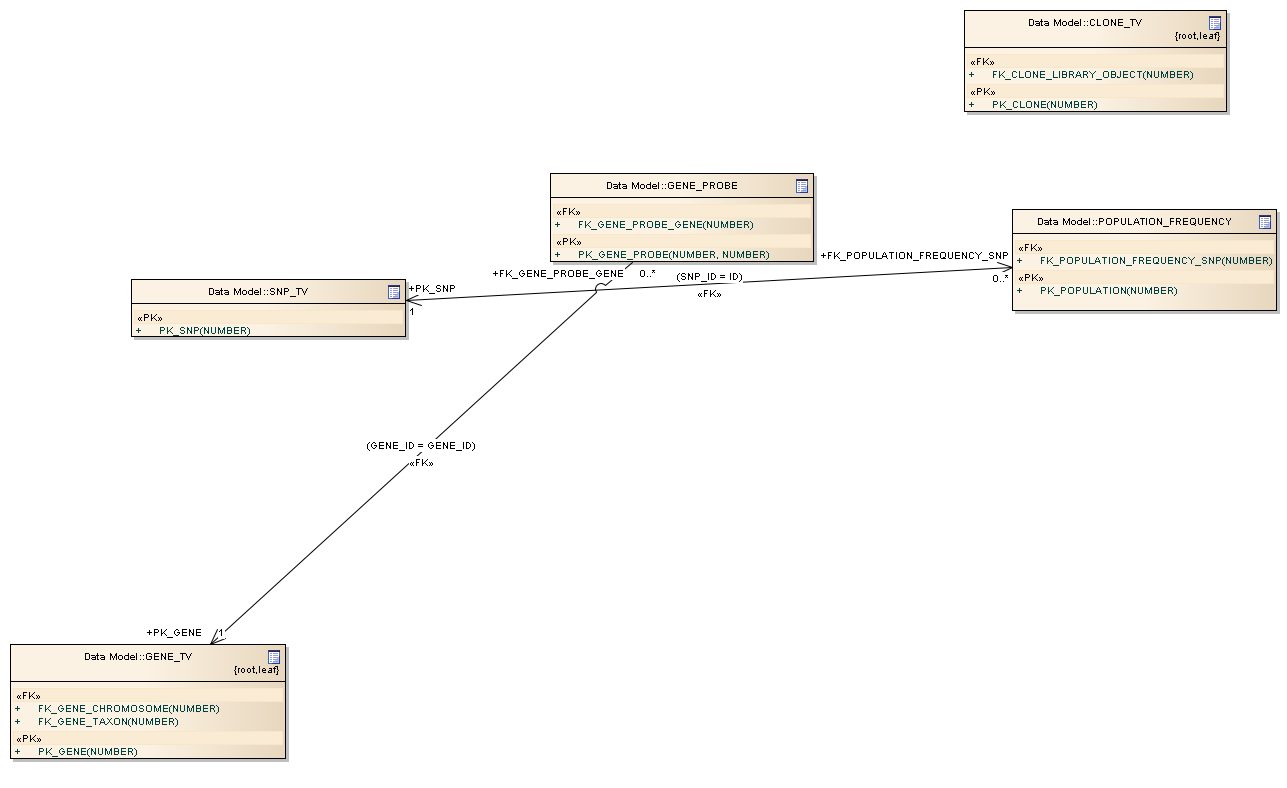 Data Model::CLONE_TV
{root,leaf}
«FK»
+ FK_CLONE_LIBRARY_OBJECT(NUMBER)
«PK»
+ PK_CLONE(NUMBER)
Data Model::GENE_PROBE
«FK»
+ FK_GENE_PROBE_GENE(NUMBER)
«PK»
+ PK_GENE_PROBE(NUMBER, NUMBER)
Data Model::POPULATION_FREQUENCY
«FK»
+ FK_POPULATION_FREQUENCY_SNP(NUMBER)
«PK»
+ PK_POPULATION(NUMBER)
+FK_POPULATION_FREQUENCY_SNP
0..*
+FK_GENE_PROBE_GENE
0..*
(SNP_ID = ID)
«FK»
+PK_SNP
1
Data Model::SNP_TV
«PK»
+ PK_SNP(NUMBER)
(GENE_ID = GENE_ID)
«FK»
+PK_GENE
1
Data Model::GENE_TV
{root,leaf}
«FK»
+ FK_GENE_CHROMOSOME(NUMBER)
+ FK_GENE_TAXON(NUMBER)
«PK»
+ PK_GENE(NUMBER)